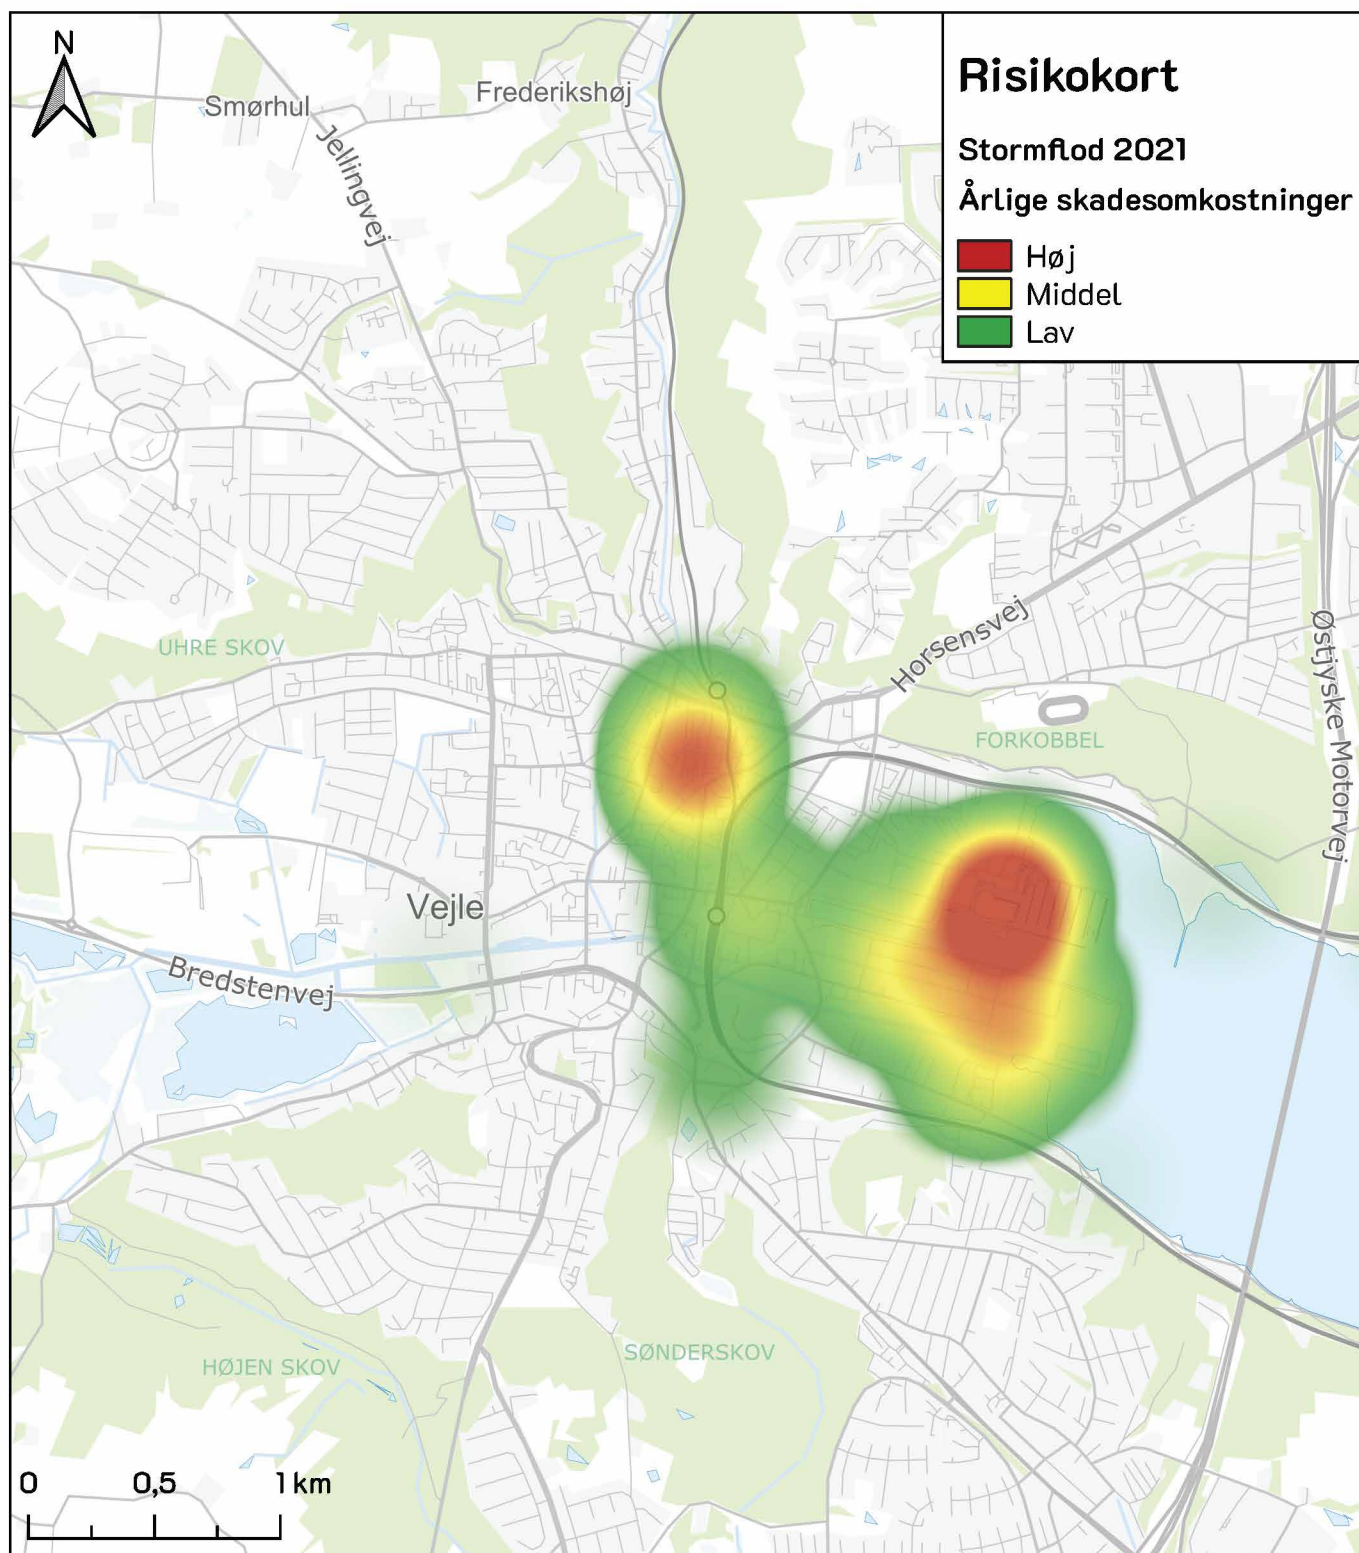 N
Smørhul
Frederikshøj
Jellingvej
Risikokort
Stormflod 2021
Årlige skadesomkostninger
Høj
Middel
Lav
UHRE SKOV
Horsensvej
FORKOBBEL
Østjyske Motorvej
Vejle
Bredstenvej
HØJEN SKOV
SØNDERSKOV
0 0,5 1 km